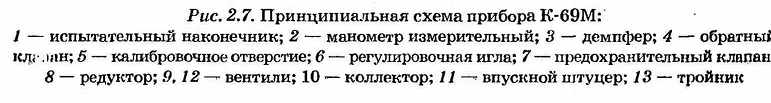 Рис. 2.7. Принципиальная схема прибора К-69М:
1 — испытательный наконечник; 2 — манометр измерительный; 3 — демпфер; 4 — обратный
клапан; 5 — калибровочное отверстие; 6 — регулировочная игла; 7 — предохранительный клапан
8 — редуктор; 9, 12 — вентили; 10 — коллектор; 11 — впускной штуцер; 13 — тройник